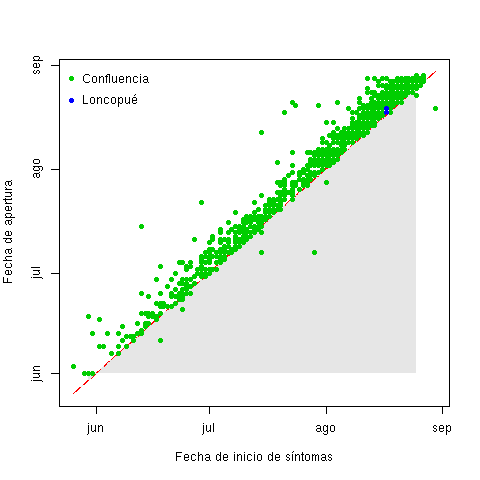 Confluencia
Loncopué
Fecha de apertura
sep
ago
jul
jun
jun
jul
ago
sep
Fecha de inicio de síntomas